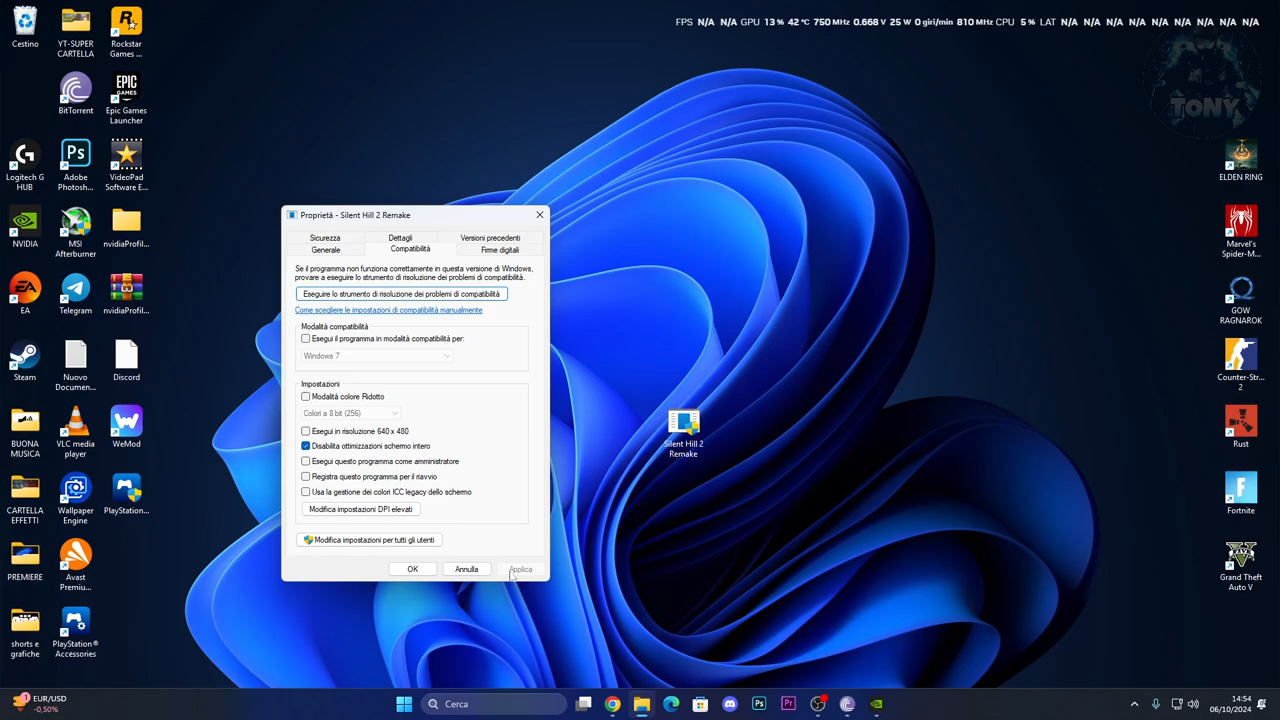 FPS N/A N/A GPU 13 % 42 °C 750 MHz 0.668 V 25 W 0 giri/min 810 MHz CPU 5 % LAT N/A N/A N/A N/A N/A N/A N/A N/A N/A
TONY
Cestino
YT-SUPER
CARTELLA
Rockstar
Games ...
BitTorrent
EPIC
GAMES
Epic Games
Launcher
Logitech G
HUB
Ps
Adobe
Photosh...
VideoPad
Software E...
NVIDIA
MSI
Afterburner
nvidiaProfil...
EA
EA
Telegram
nvidiaProfil...
Steam
Nuovo
Documen...
Discord
BUONA
MUSICA
VLC media
player
WeMod
CARTELLA
EFFETTI
Wallpaper
Engine
PlayStation...
PREMIERE
Avast
Premiu...
shorts e
grafiche
PlayStation®
Accessories
Proprietà - Silent Hill 2 Remake
Sicurezza
Dettagli
Versioni precedenti
Generale
Compatibilità
Firme digitali
Se il programma non funziona correttamente in questa versione di Windows,
provare a eseguire lo strumento di risoluzione dei problemi di compatibilità.
Eseguire lo strumento di risoluzione dei problemi di compatibilità
Come scegliere le impostazioni di compatibilità manualmente
Modalità compatibilità
Esegui il programma in modalità compatibilità per:
Windows 7
Impostazioni
Modalità colore Ridotto
Colori a 8 bit (256)
Esegui in risoluzione 640 x 480
Disabilita ottimizzazioni schermo intero
Esegui questo programma come amministratore
Registra questo programma per il riavvio
Usa la gestione dei colori ICC legacy dello schermo
Modifica impostazioni DPI elevati
Modifica impostazioni per tutti gli utenti
OK
Annulla
Applica
Silent Hill 2
Remake
ELDEN RING
Marvel's
Spider-M...
GOW
RAGNAROK
Counter-Str...
2
Rust
Fortnite
Grand Theft
Auto V
1
EUR/USD
-0,50%
Cerca
Ps
Pr
14:54
06/10/2024